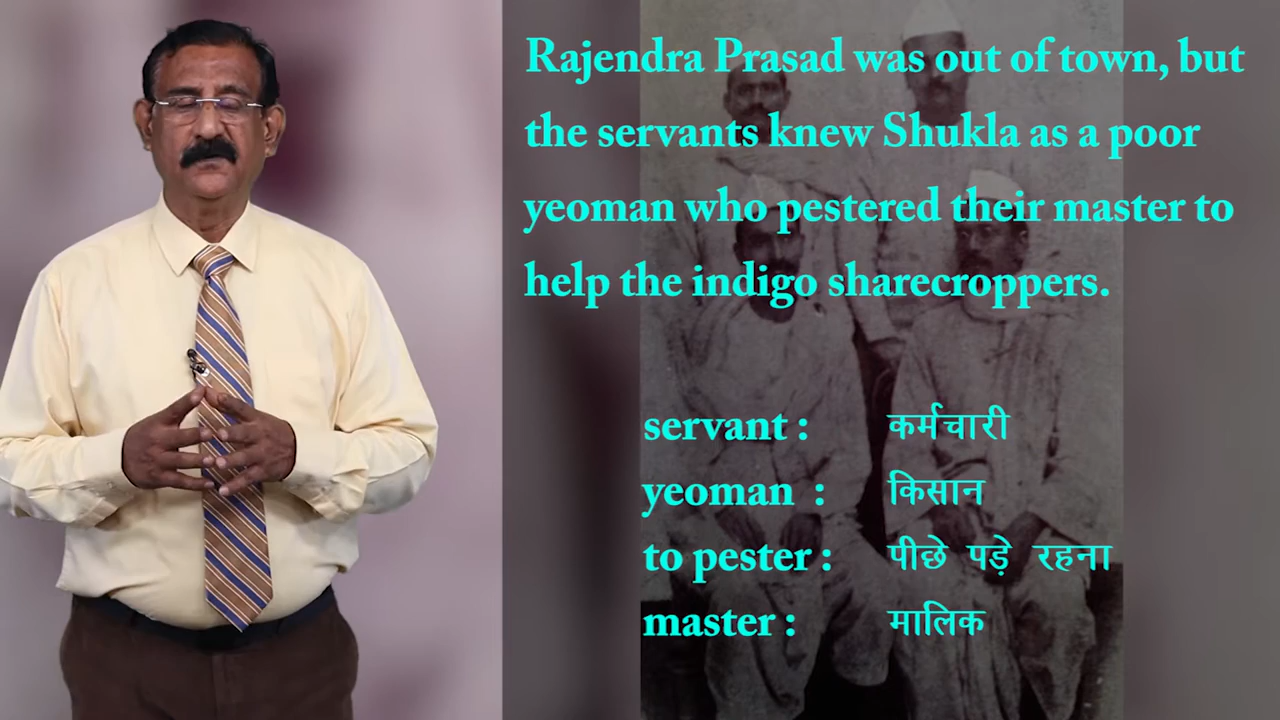 Rajendra Prasad was out of town, but
the servants knew Shukla as a poor
yeoman who pestered their master to
help the indigo sharecroppers.
servant : कर्मचारी
yeoman : किसान
to pester : पीछे पड़े रहना
master : मालिक